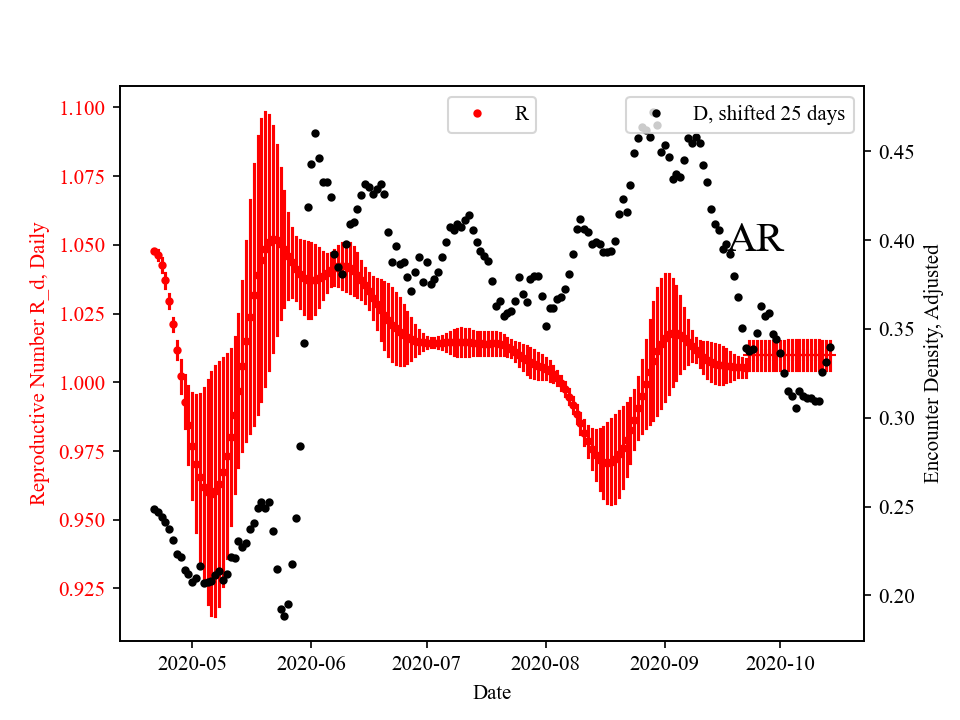 R
D, shifted 25 days
AR
Reproductive Number R_d, Daily
1.100
1.075
1.050
1.025
1.000
0.975
0.950
0.925
0.45
0.40
0.35
0.30
0.25
0.20
Encounter Density, Adjusted
2020-05 2020-06 2020-07 2020-08 2020-09 2020-10
Date